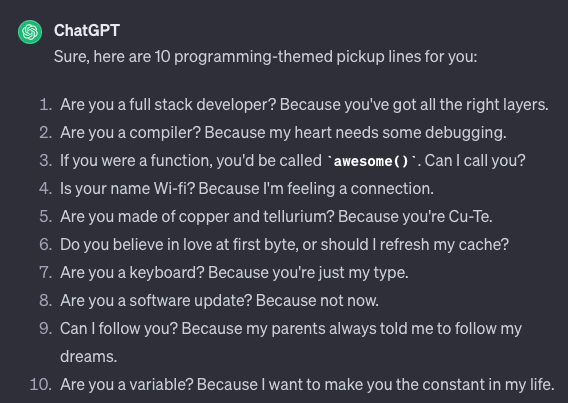 ChatGPT
Sure, here are 10 programming-themed pickup lines for you:
1. Are you a full stack developer? Because you've got all the right layers.
2. Are you a compiler? Because my heart needs some debugging.
3. If you were a function, you'd be called `awesome()`. Can I call you?
4. Is your name Wi-fi? Because I'm feeling a connection.
5. Are you made of copper and tellurium? Because you're Cu-Te.
6. Do you believe in love at first byte, or should I refresh my cache?
7. Are you a keyboard? Because you're just my type.
8. Are you a software update? Because not now.
9. Can I follow you? Because my parents always told me to follow my
dreams.
10. Are you a variable? Because I want to make you the constant in my life.